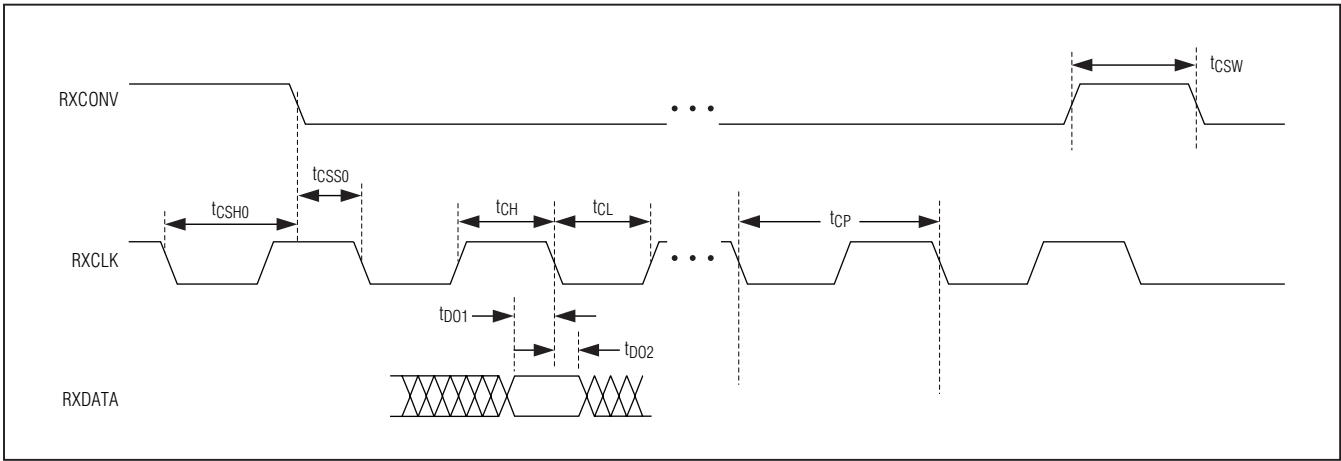 RXCONV
tCSW
tCSS0
tCSH0
tCH
tCL
tCP
RXCLK
tDO1
tDO2
RXDATA